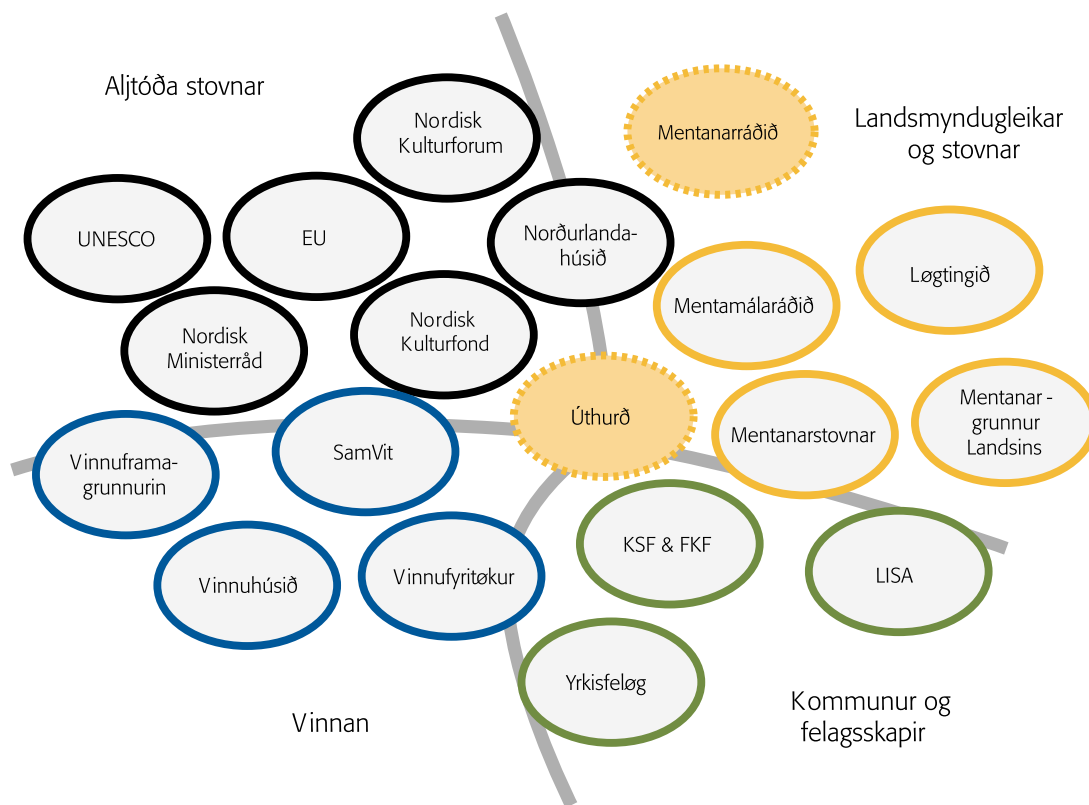 Aljtóða stovnar
Nordisk
Kulturforum
Mentanarráðið
Landsmyndugleikar
og stovnar
UNESCO
EU
Norðurlanda-
húsið
Løgtingið
Mentamálaráðið
Nordisk
Ministerråd
Nordisk
Kulturfond
Úthurð
Mentanarstovnar
Mentanar-
grunnur
Landsins
Vinnuframa-
grunnurin
SamVit
Vinnuhúsið
Vinnufyritøkur
KSF & FKF
LISA
Yrkisfeløg
Vinnan
Kommunur og
felagsskapir